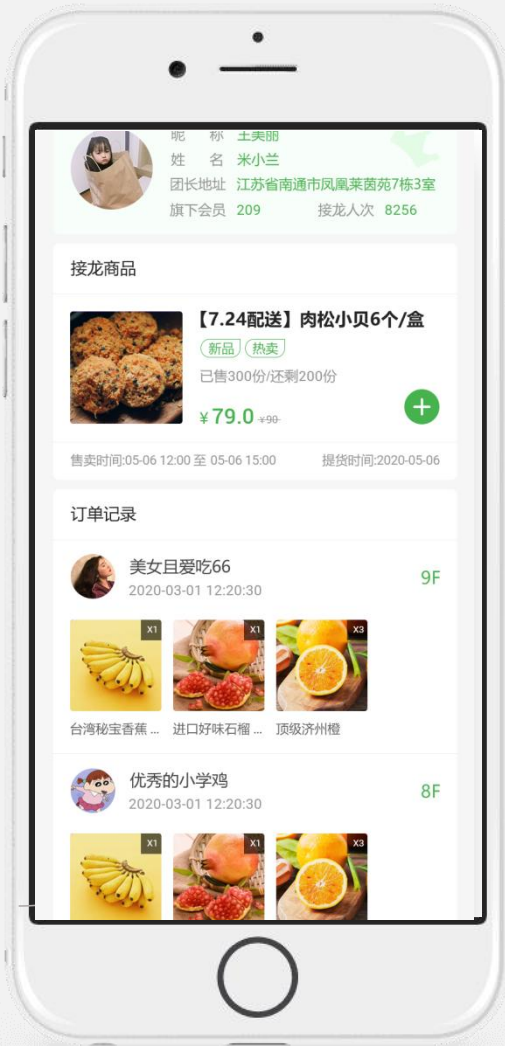 昵 称 王美丽
姓 名 米小兰
团长地址 江苏省南通市凤凰莱茵苑7栋3室
旗下会员 209 接龙人次 8256
接龙商品
【7.24配送】肉松小贝6个/盒
新品 热卖
已售300份/还剩200份
¥79.0 ¥90
售卖时间:05-06 12:00 至 05-06 15:00 提货时间:2020-05-06
订单记录
美女且爱吃66
2020-03-01 12:20:30
9F
X1 X1 X3
台湾秘宝香蕉 ... 进口好味石榴 ... 顶级济州橙
优秀的小学鸡
2020-03-01 12:20:30
8F
X1 X1 X3